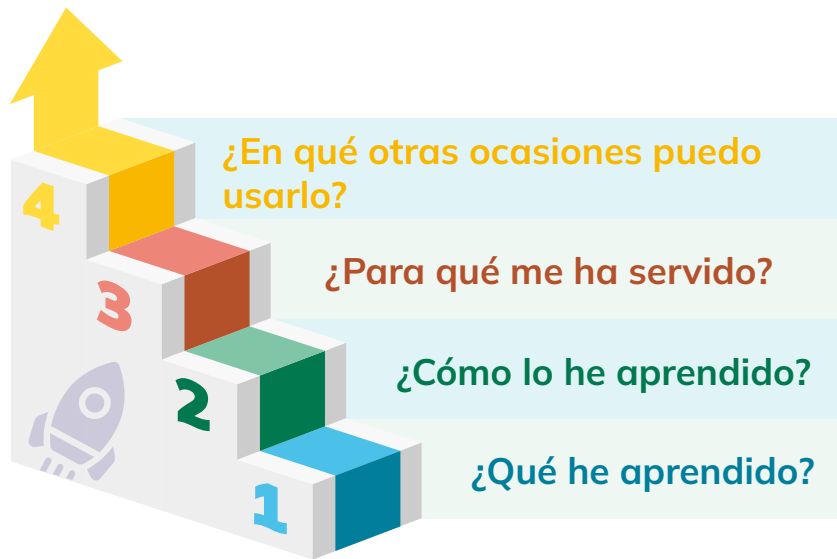 4
¿En qué otras ocasiones puedo
usarlo?
3
¿Para qué me ha servido?
2
¿Cómo lo he aprendido?
1
¿Qué he aprendido?